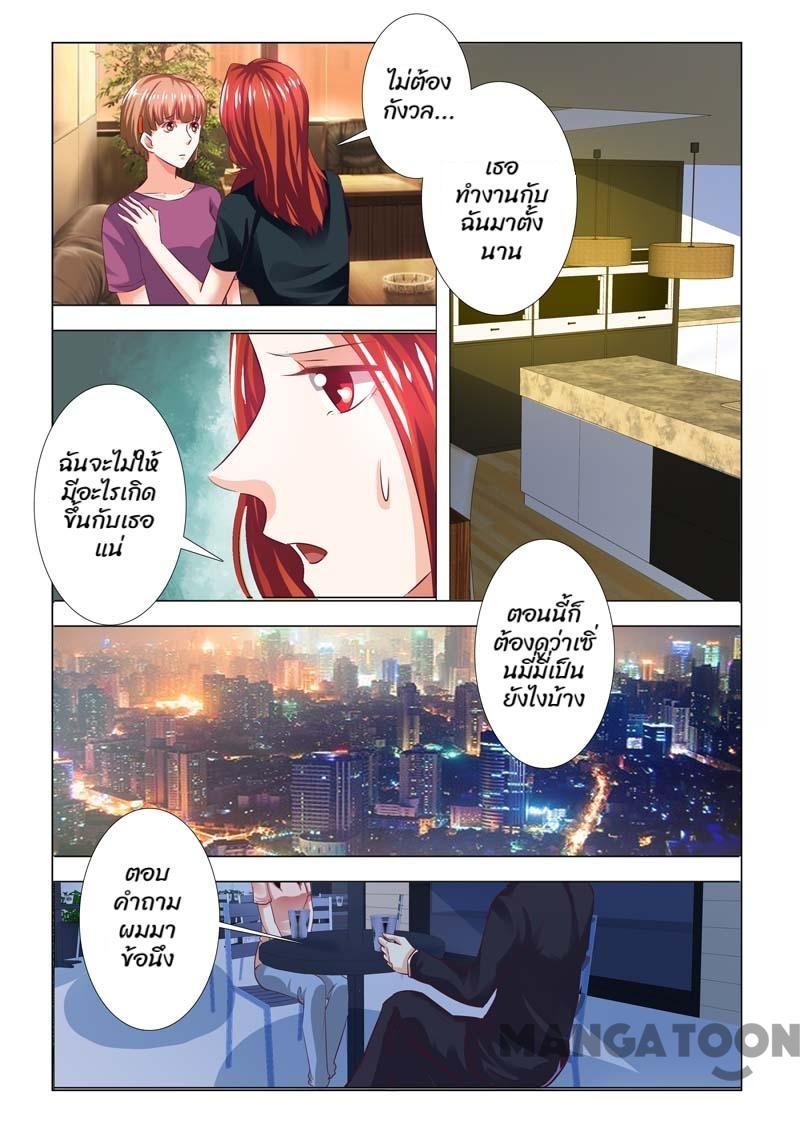 ไม่ต้อง
กังวล...
เธอ
ทำงานกับ
ฉันมาตั้ง
นาน
ฉันจะไม่ให้
มีอะไรเกิด
ขึ้นกับเธอ
แน่
ตอนนี้ก็
ต้องดูว่าเซิ่
นมี่มี่เป็น
ยังไงบ้าง
ตอบ
คำถาม
ผมมา
ข้อนึง
MANGATOON